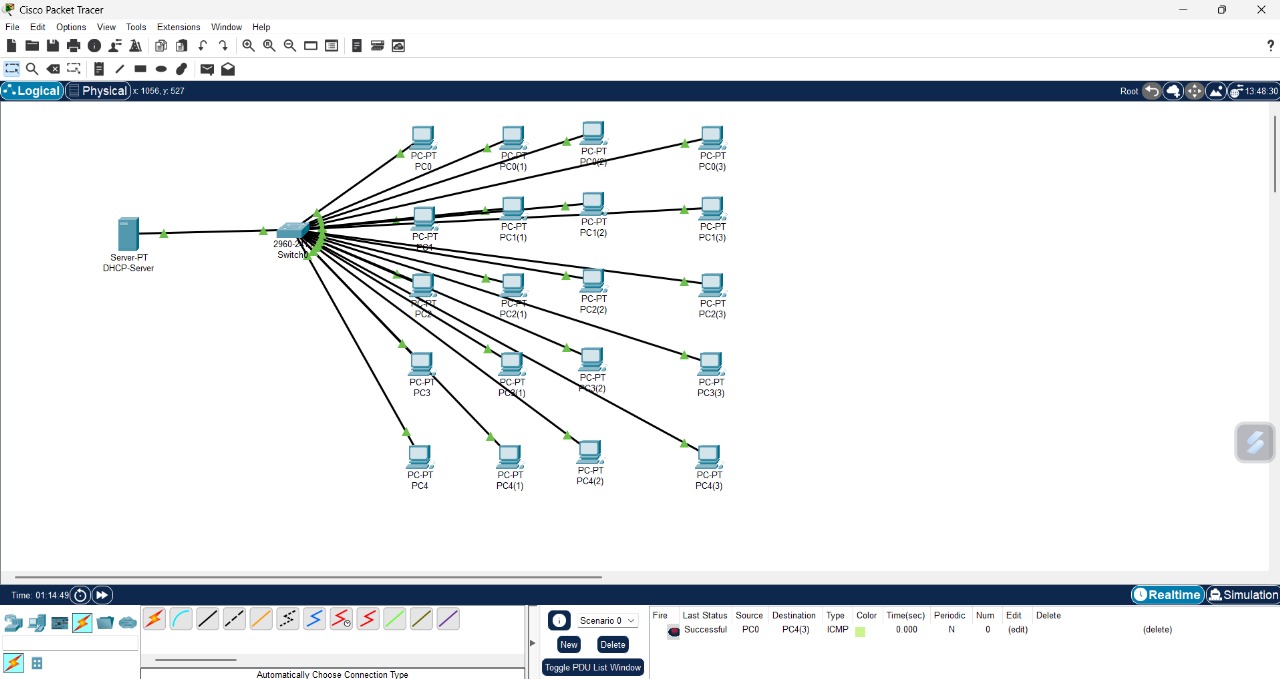 Cisco Packet Tracer
File Edit Options View Tools Extensions Window Help
?
Logical Physical x: 1056, y: 527 Root 13:48:30
PC-PT
PC0
PC-PT
PC0(1)
PC-PT
PC0(2)
PC-PT
PC0(3)
Server-PT
DHCP-Server
Switch0
PC-PT
PC1
PC-PT
PC1(1)
PC-PT
PC1(2)
PC-PT
PC1(3)
PC-PT
PC2
PC-PT
PC2(1)
PC-PT
PC2(2)
PC-PT
PC2(3)
PC-PT
PC3
PC-PT
PC3(1)
PC-PT
PC3(2)
PC-PT
PC3(3)
PC-PT
PC4
PC-PT
PC4(1)
PC-PT
PC4(2)
PC-PT
PC4(3)
Time: 01:14:49 Realtime Simulation
Scenario 0
New Delete
Toggle PDU List Window
Fire Last Status Source Destination Type Color Time(sec) Periodic Num Edit Delete
Successful PC0 PC4(3) ICMP 0.000 N 0 (edit) (delete)
Automatically Choose Connection Type